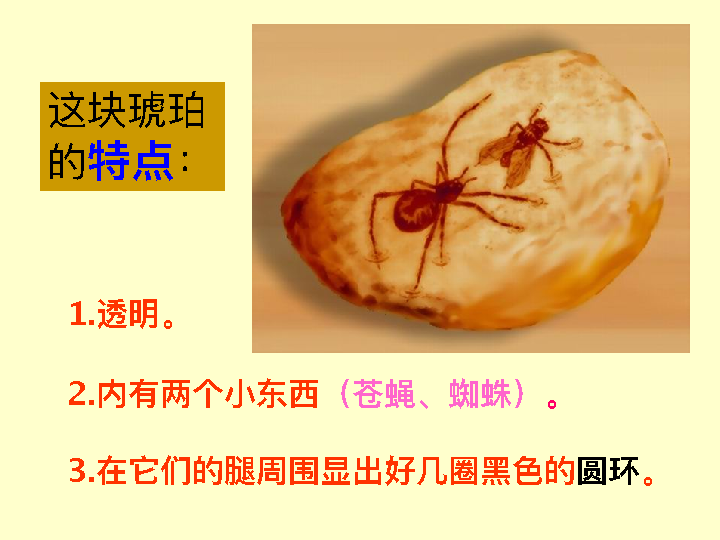 这块琥珀
的特点：
1.透明。
2.内有两个小东西（苍蝇、蜘蛛）。
3.在它们的腿周围显出好几圈黑色的圆环。